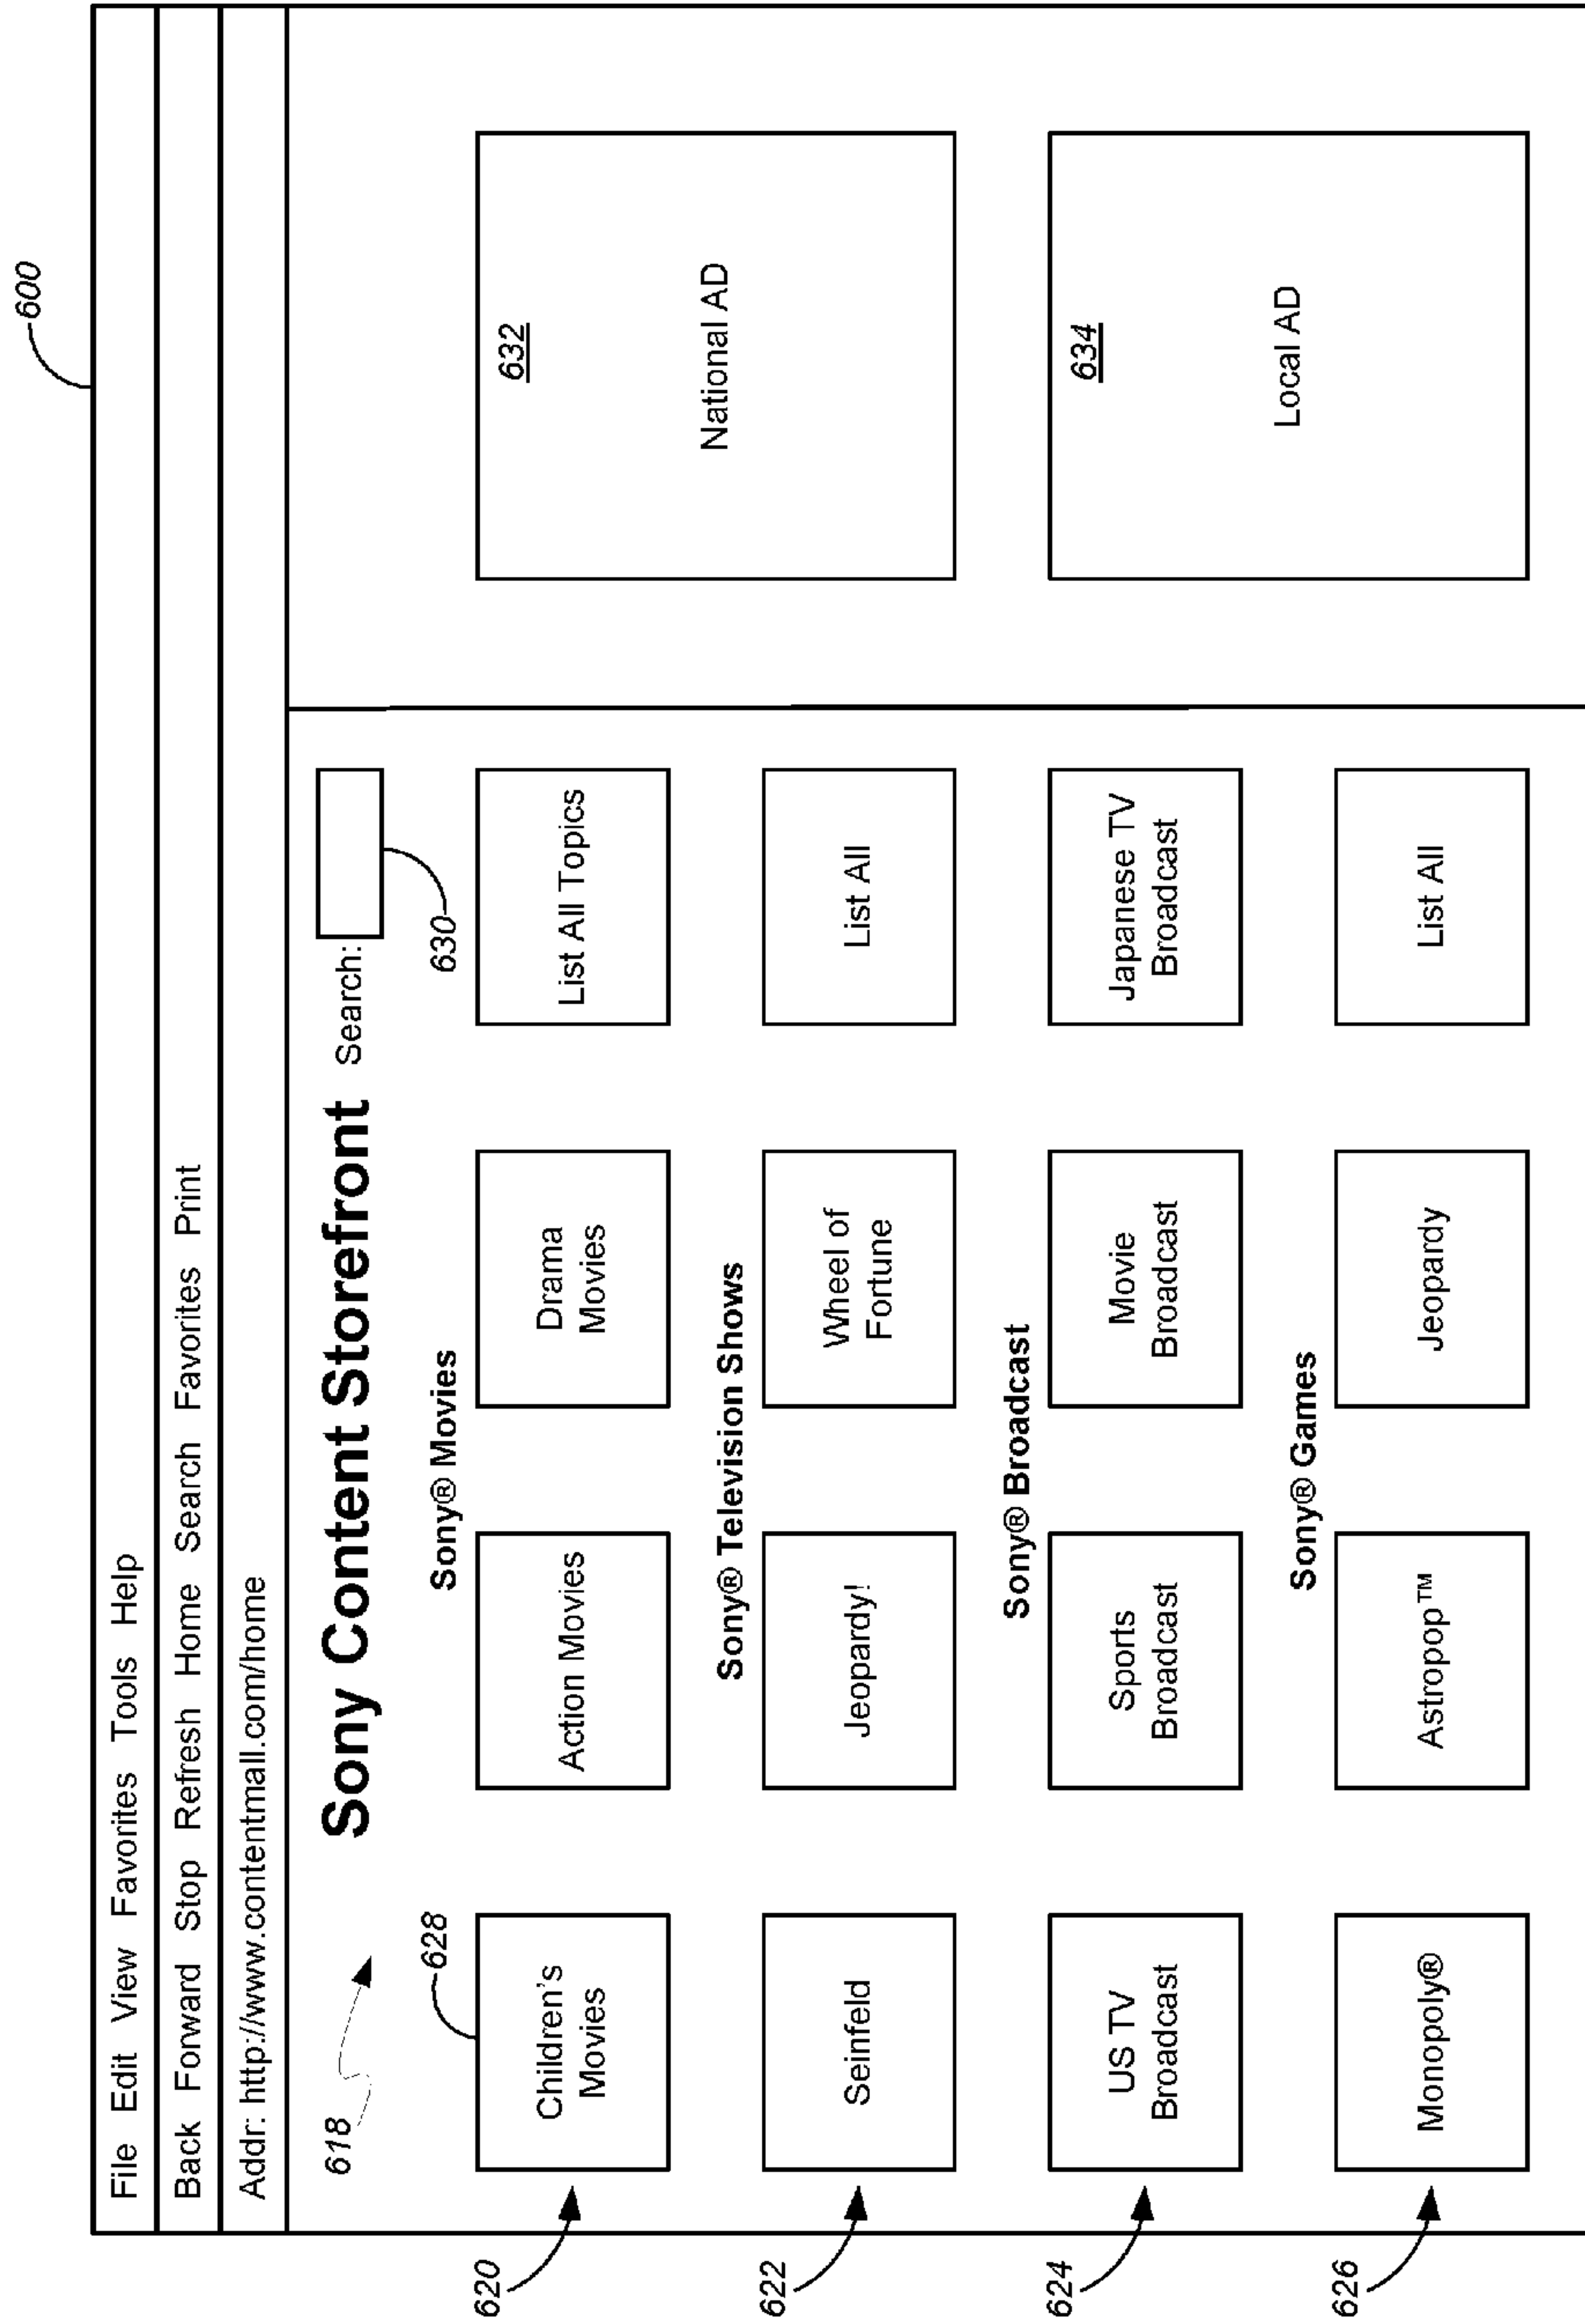 600
File Edit View Favorites Tools Help
Back Forward Stop Refresh Home Search Favorites Print
Addr: http://www.contentmall.com/home
618
Sony Content Storefront
Search:
630
628
Sony® Movies
620
Children's
Movies
Action Movies
Drama
Movies
List All Topics
632
National AD
Sony® Television Shows
622
Seinfeld
Jeopardy!
Wheel of
Fortune
List All
Sony® Broadcast
624
US TV
Broadcast
Sports
Broadcast
Movie
Broadcast
Japanese TV
Broadcast
634
Local AD
Sony® Games
626
Monopoly®
Astropop™
Jeopardy
List All